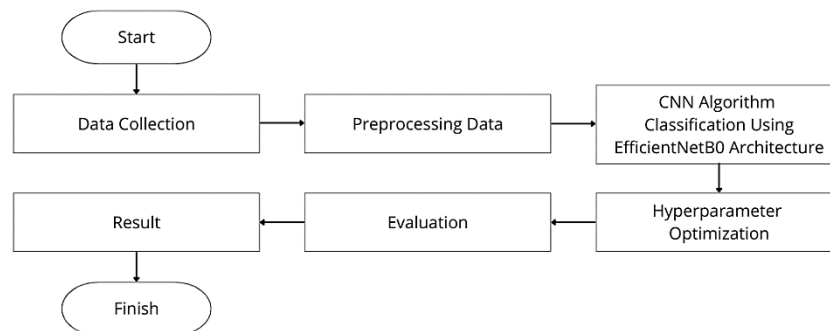 Start
Data Collection
Preprocessing Data
CNN Algorithm
Classification Using
EfficientNetB0 Architecture
Hyperparameter
Optimization
Evaluation
Result
Finish